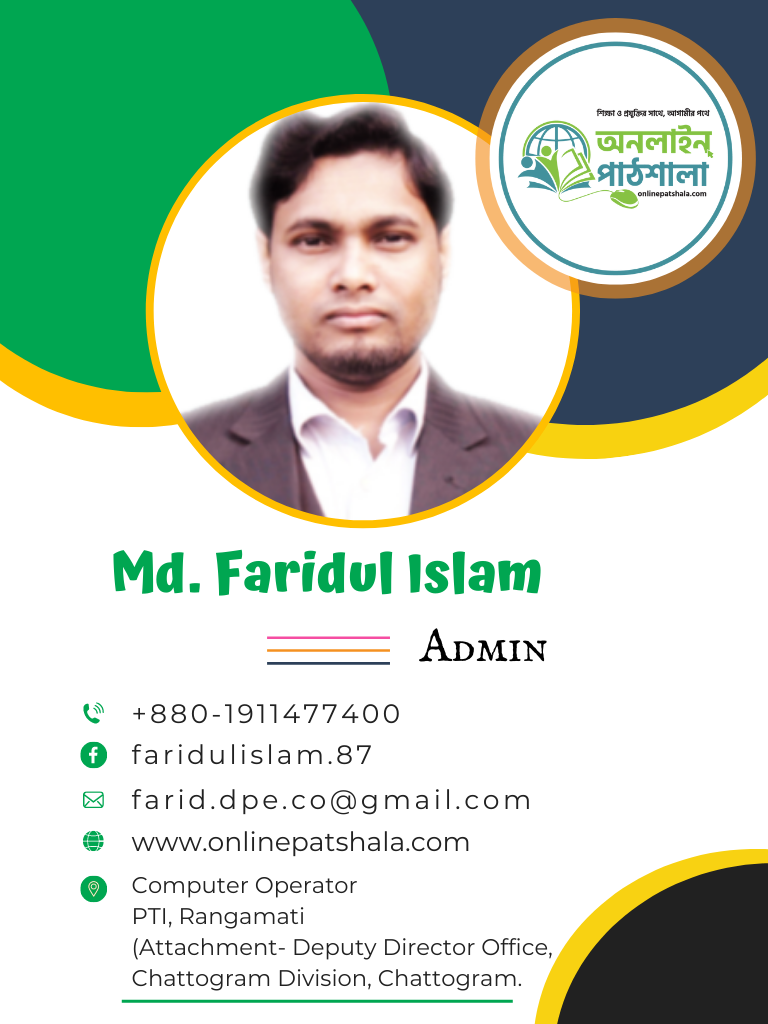 শিক্ষা ও প্রযুক্তির সাথে, আগামীর পথে
অনলাইন
পাঠশালা
onlinepatshala.com
Md. Faridul Islam
Admin
+880-1911477400
faridulislam.87
farid.dpe.co@gmail.com
www.onlinepatshala.com
Computer Operator
PTI, Rangamati
(Attachment- Deputy Director Office,
Chattogram Division, Chattogram.